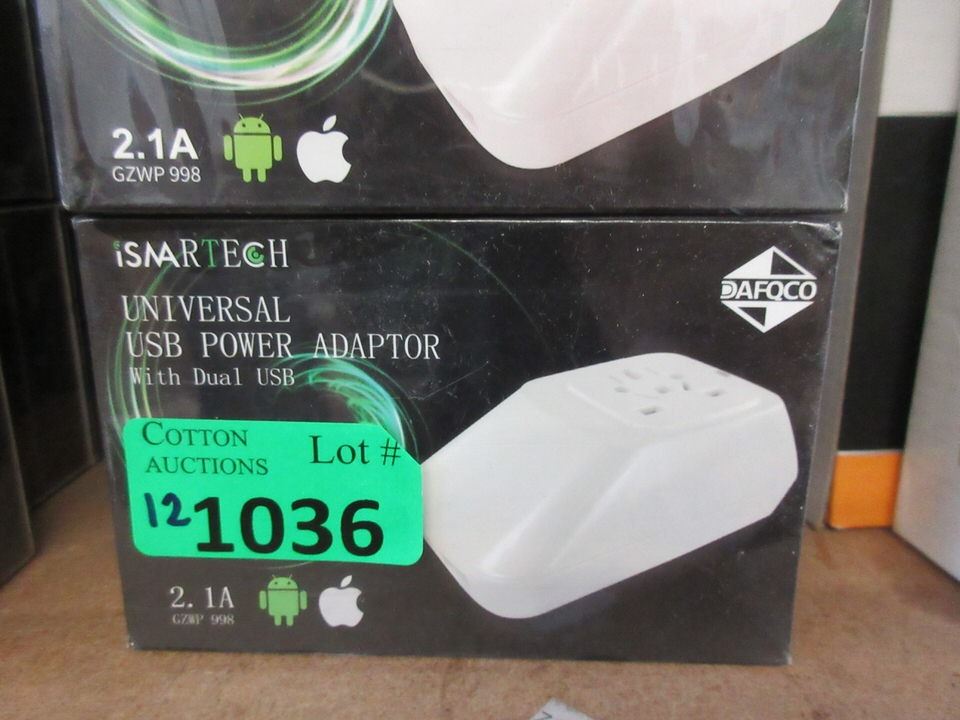 2.1A
GZWP 998
iSMARTECH
DAFQCO
UNIVERSAL
USB POWER ADAPTOR
With Dual USB
COTTON
AUCTIONS
Lot #
12
1036
2.1A
GZWP 998